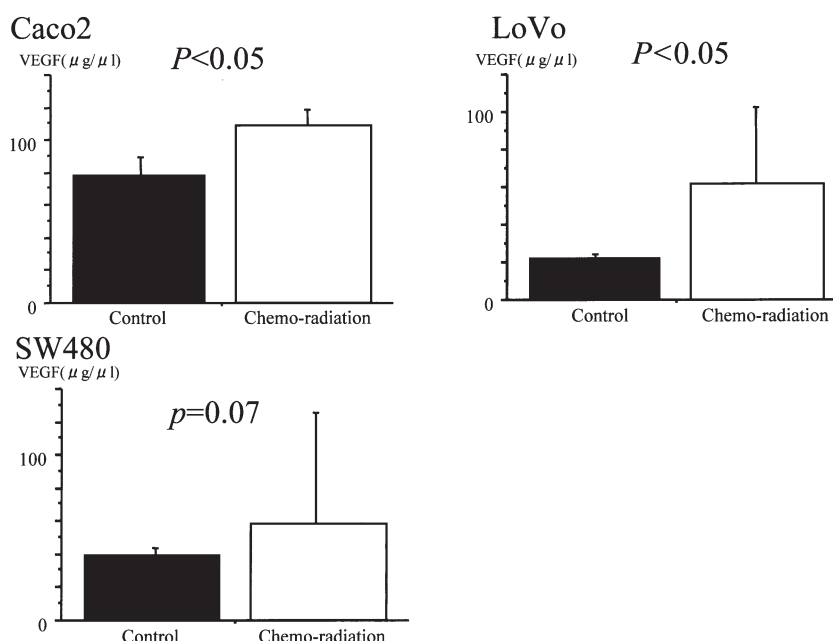 Caco2
VEGF(μg/μl)
P<0.05
100
0
Control
Chemo-radiation
LoVo
VEGF(μg/μl)
P<0.05
100
0
Control
Chemo-radiation
SW480
VEGF(μg/μl)
p=0.07
100
0
Control
Chemo-radiation